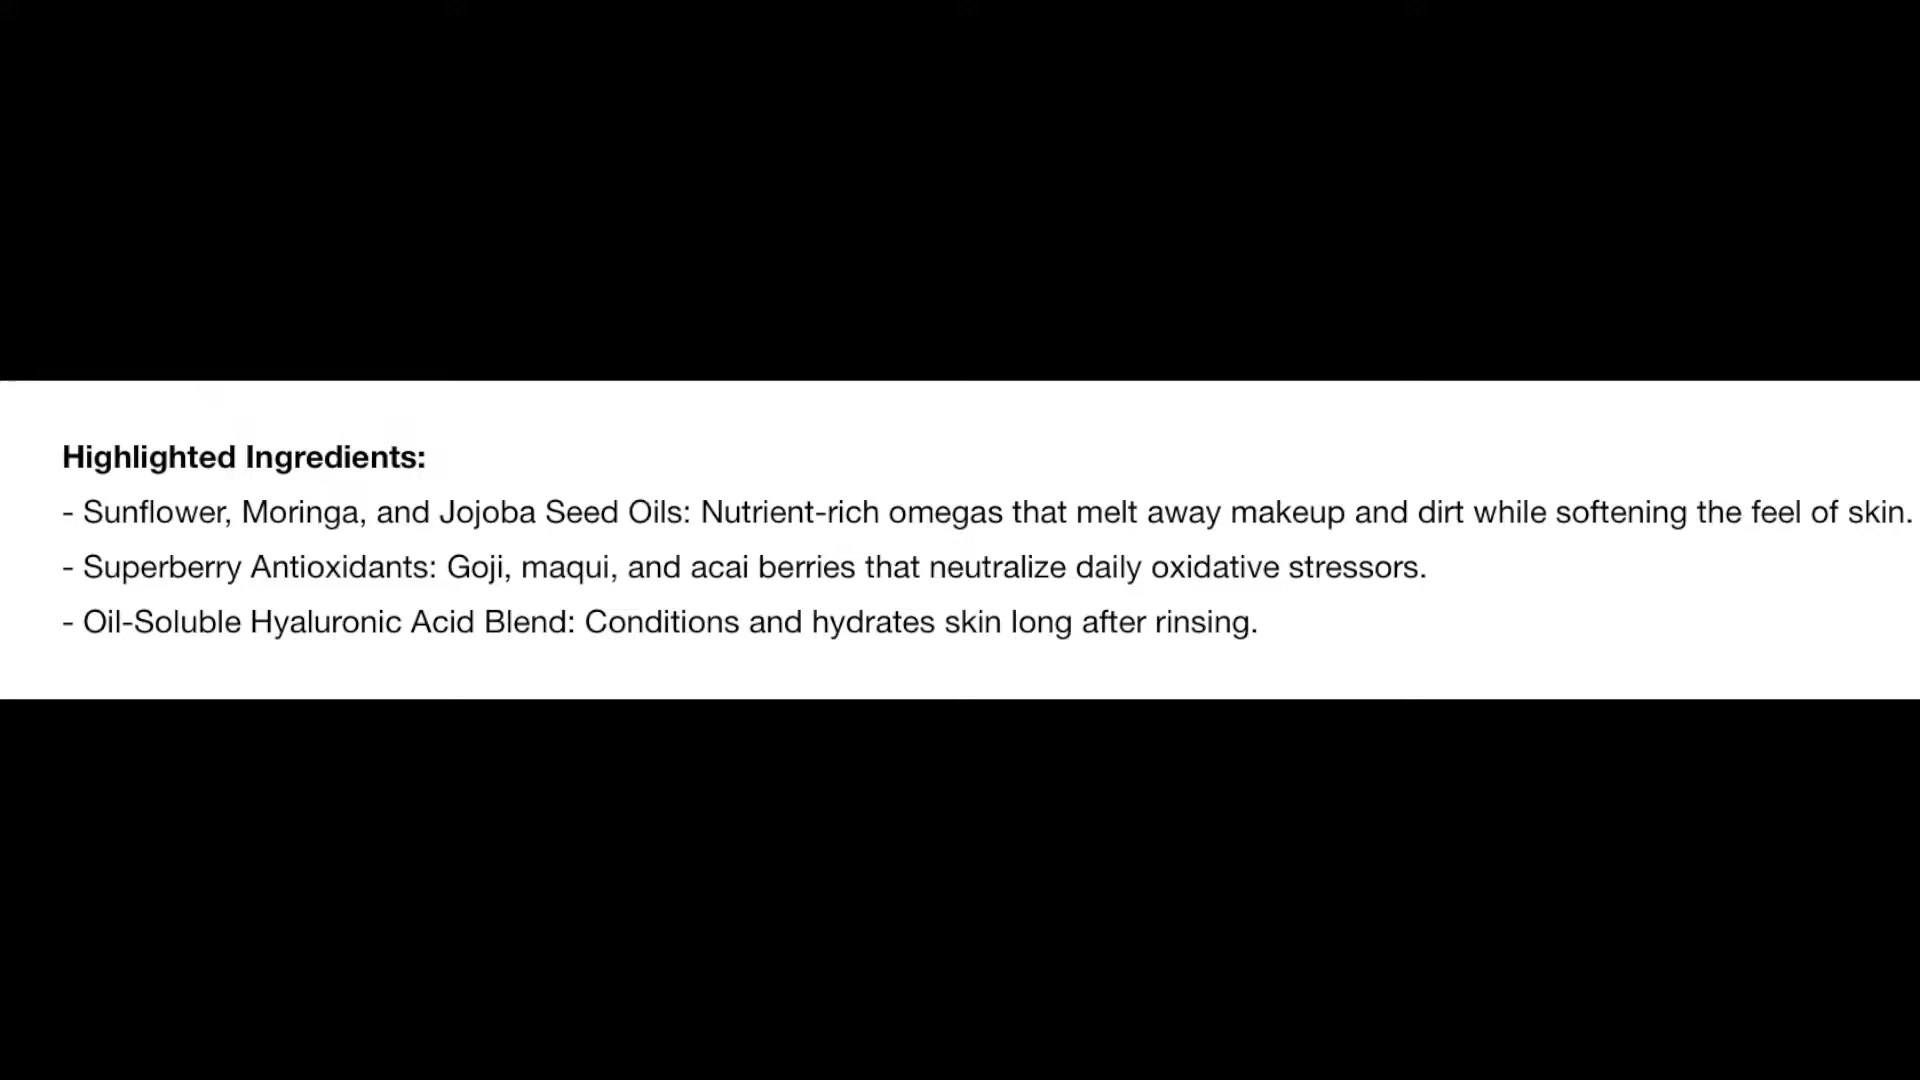 Highlighted Ingredients:
- Sunflower, Moringa, and Jojoba Seed Oils: Nutrient-rich omegas that melt away makeup and dirt while softening the feel of skin.
- Superberry Antioxidants: Goji, maqui, and acai berries that neutralize daily oxidative stressors.
- Oil-Soluble Hyaluronic Acid Blend: Conditions and hydrates skin long after rinsing.